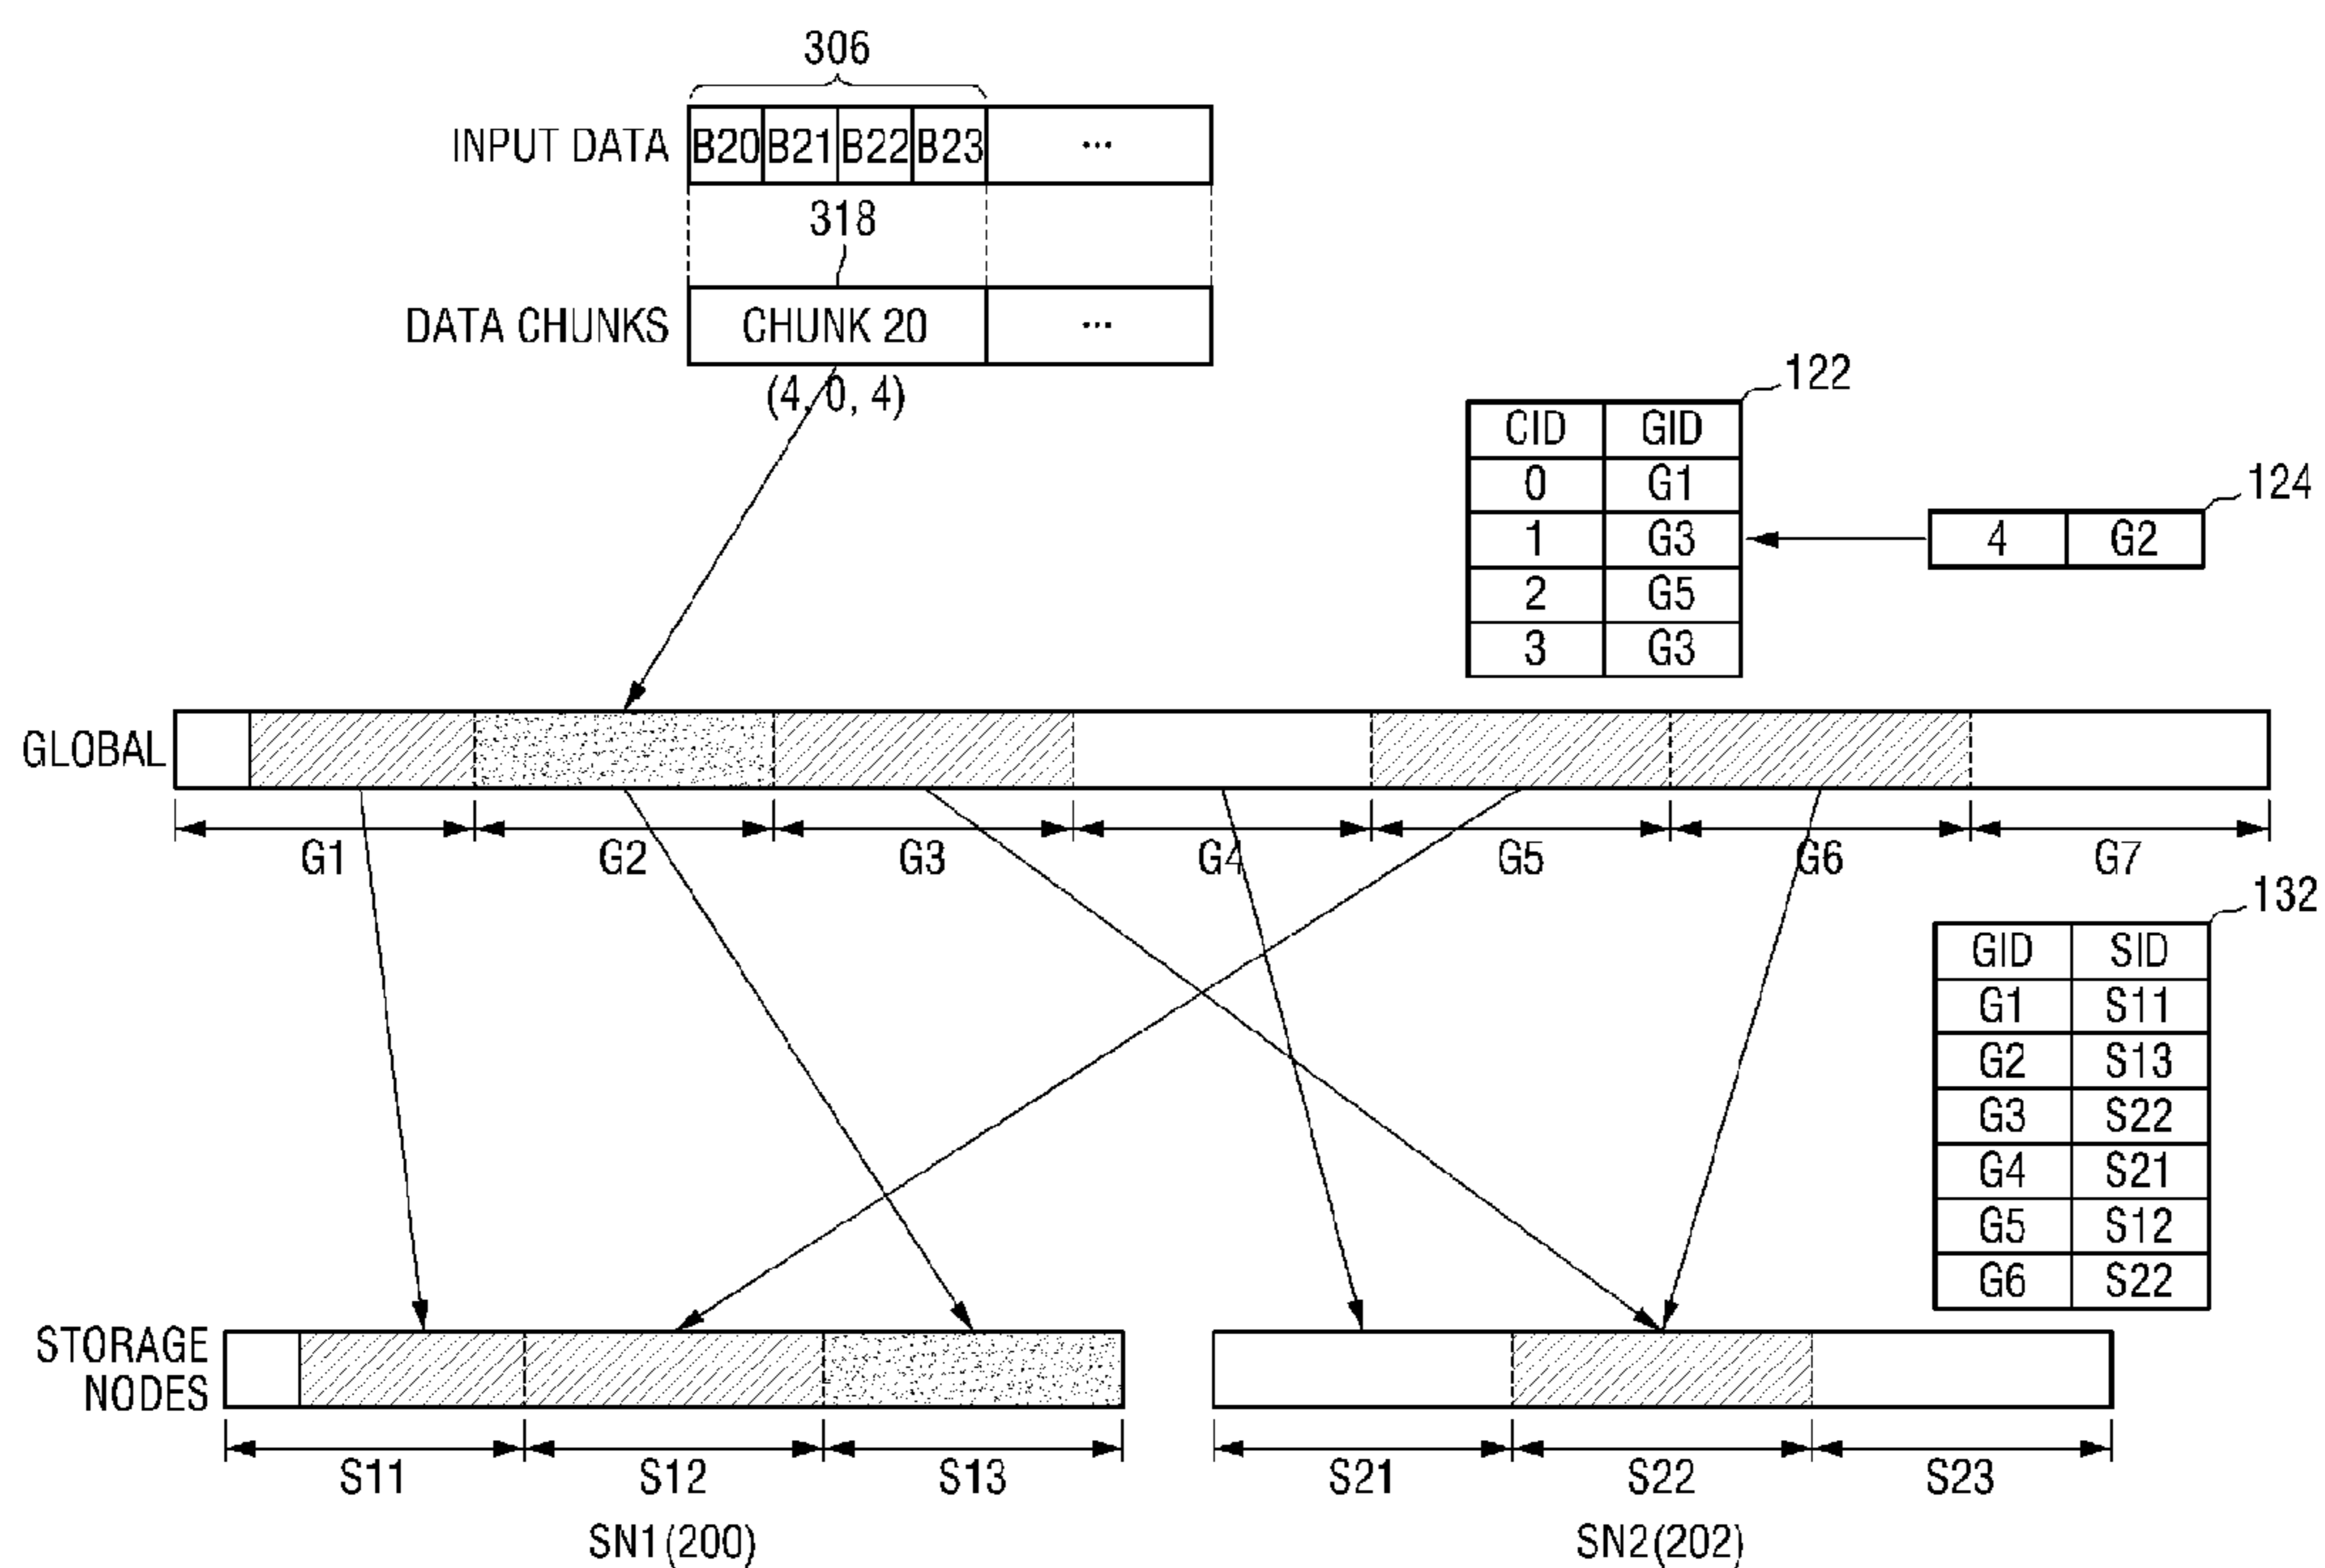 306
INPUT DATA B20 B21 B22 B23 ...
318
DATA CHUNKS CHUNK 20 ...
(4, 0, 4)
122
CID GID
0 G1
1 G3
2 G5
3 G3
124
4 G2
GLOBAL
G1 G2 G3 G4 G5 G6 G7
132
GID SID
G1 S11
G2 S13
G3 S22
G4 S21
G5 S12
G6 S22
STORAGE
NODES
S11 S12 S13 S21 S22 S23
SN1(200) SN2(202)